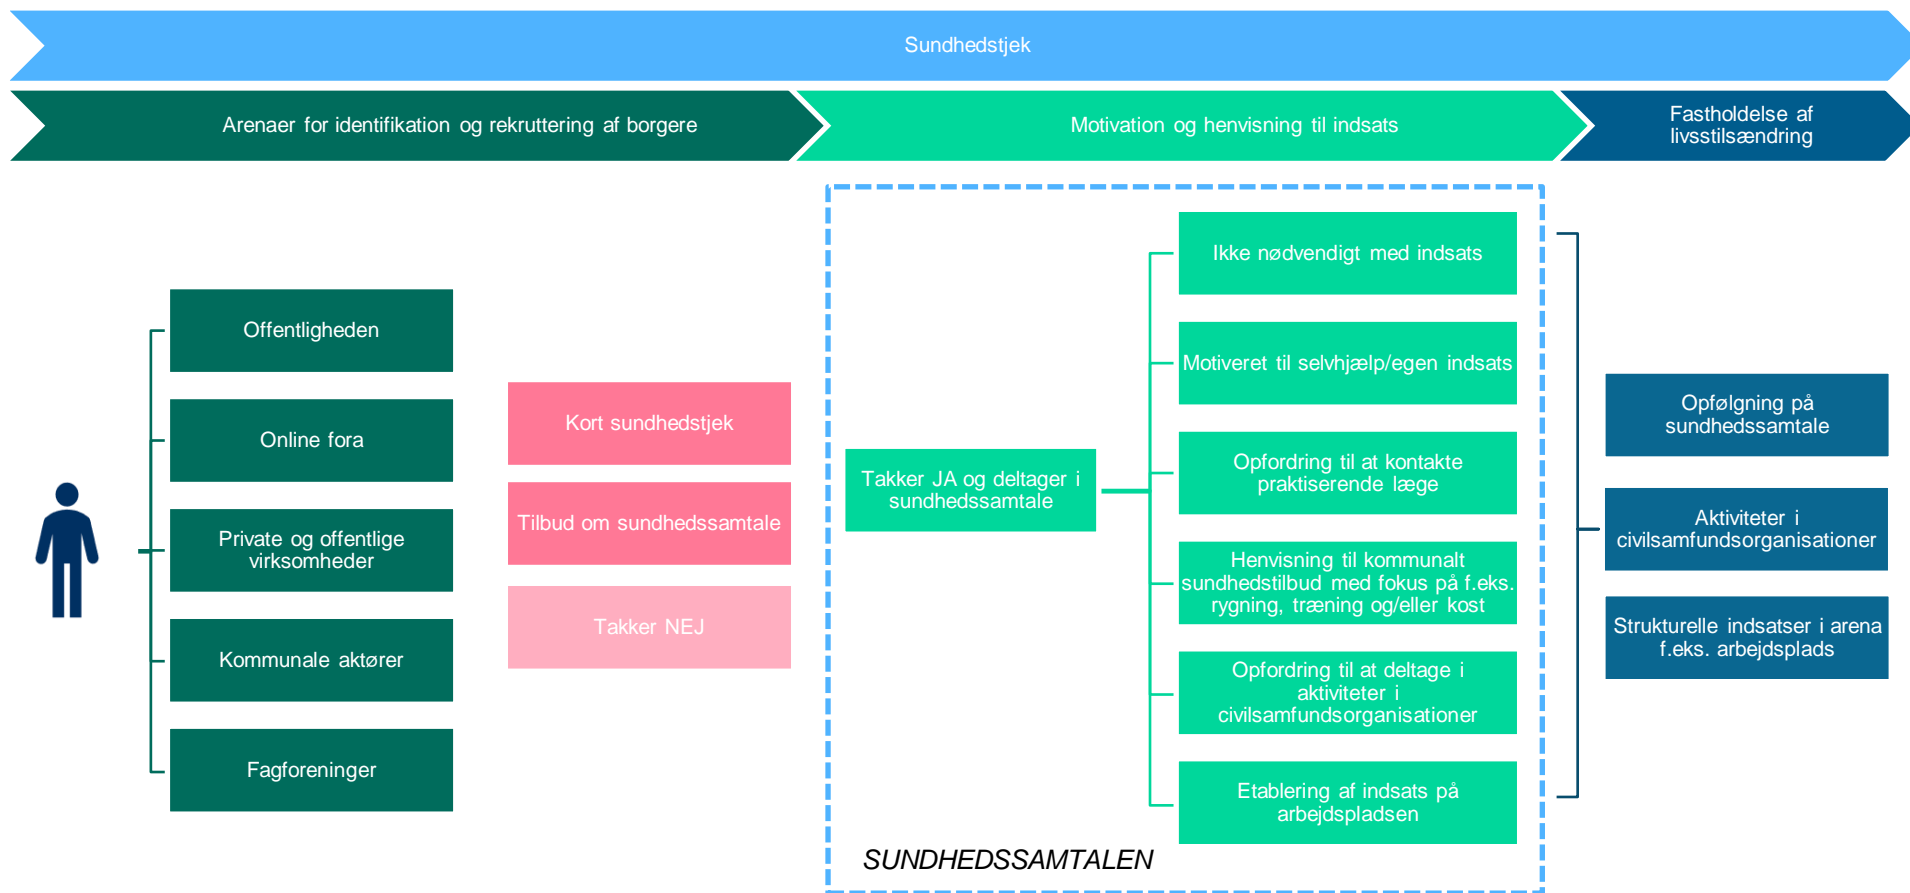 Sundhedstjek
Arenaer for identifikation og rekruttering af borgere
Motivation og henvisning til indsats
Fastholdelse af
livsstilsændring
Offentligheden
Online fora
Private og offentlige
virksomheder
Kommunale aktører
Fagforeninger
Kort sundhedstjek
Tilbud om sundhedssamtale
Takker NEJ
Takker JA og deltager i
sundhedssamtale
Ikke nødvendigt med indsats
Motiveret til selvhjælp/egen indsats
Opfordring til at kontakte
praktiserende læge
Henvisning til kommunalt
sundhedstilbud med fokus på f.eks.
rygning, træning og/eller kost
Opfordring til at deltage i
aktiviteter i
civilsamfundsorganisationer
Etablering af indsats på
arbejdspladsen
SUNDHEDSSAMTALEN
Opfølgning på
sundhedssamtale
Aktiviteter i
civilsamfundsorganisationer
Strukturelle indsatser i arena
f.eks. arbejdsplads